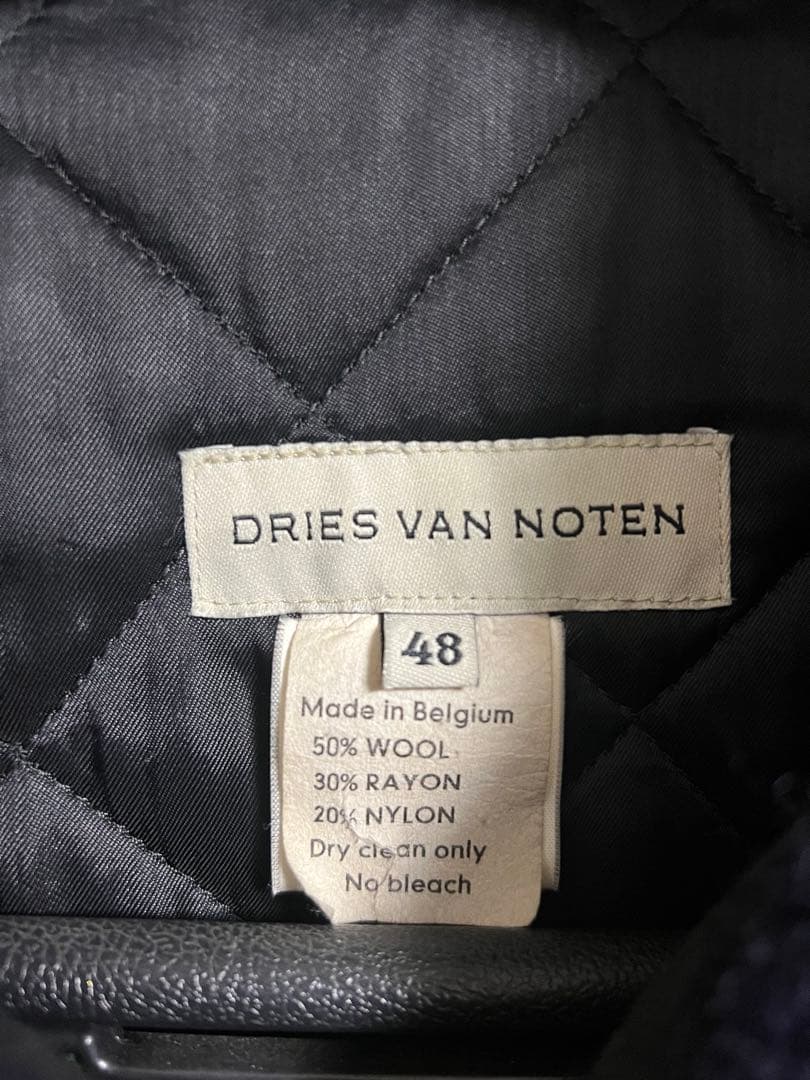 DRIES VAN NOTEN
48
Made in Belgium
50% WOOL
30% RAYON
20% NYLON
Dry clean only
No bleach